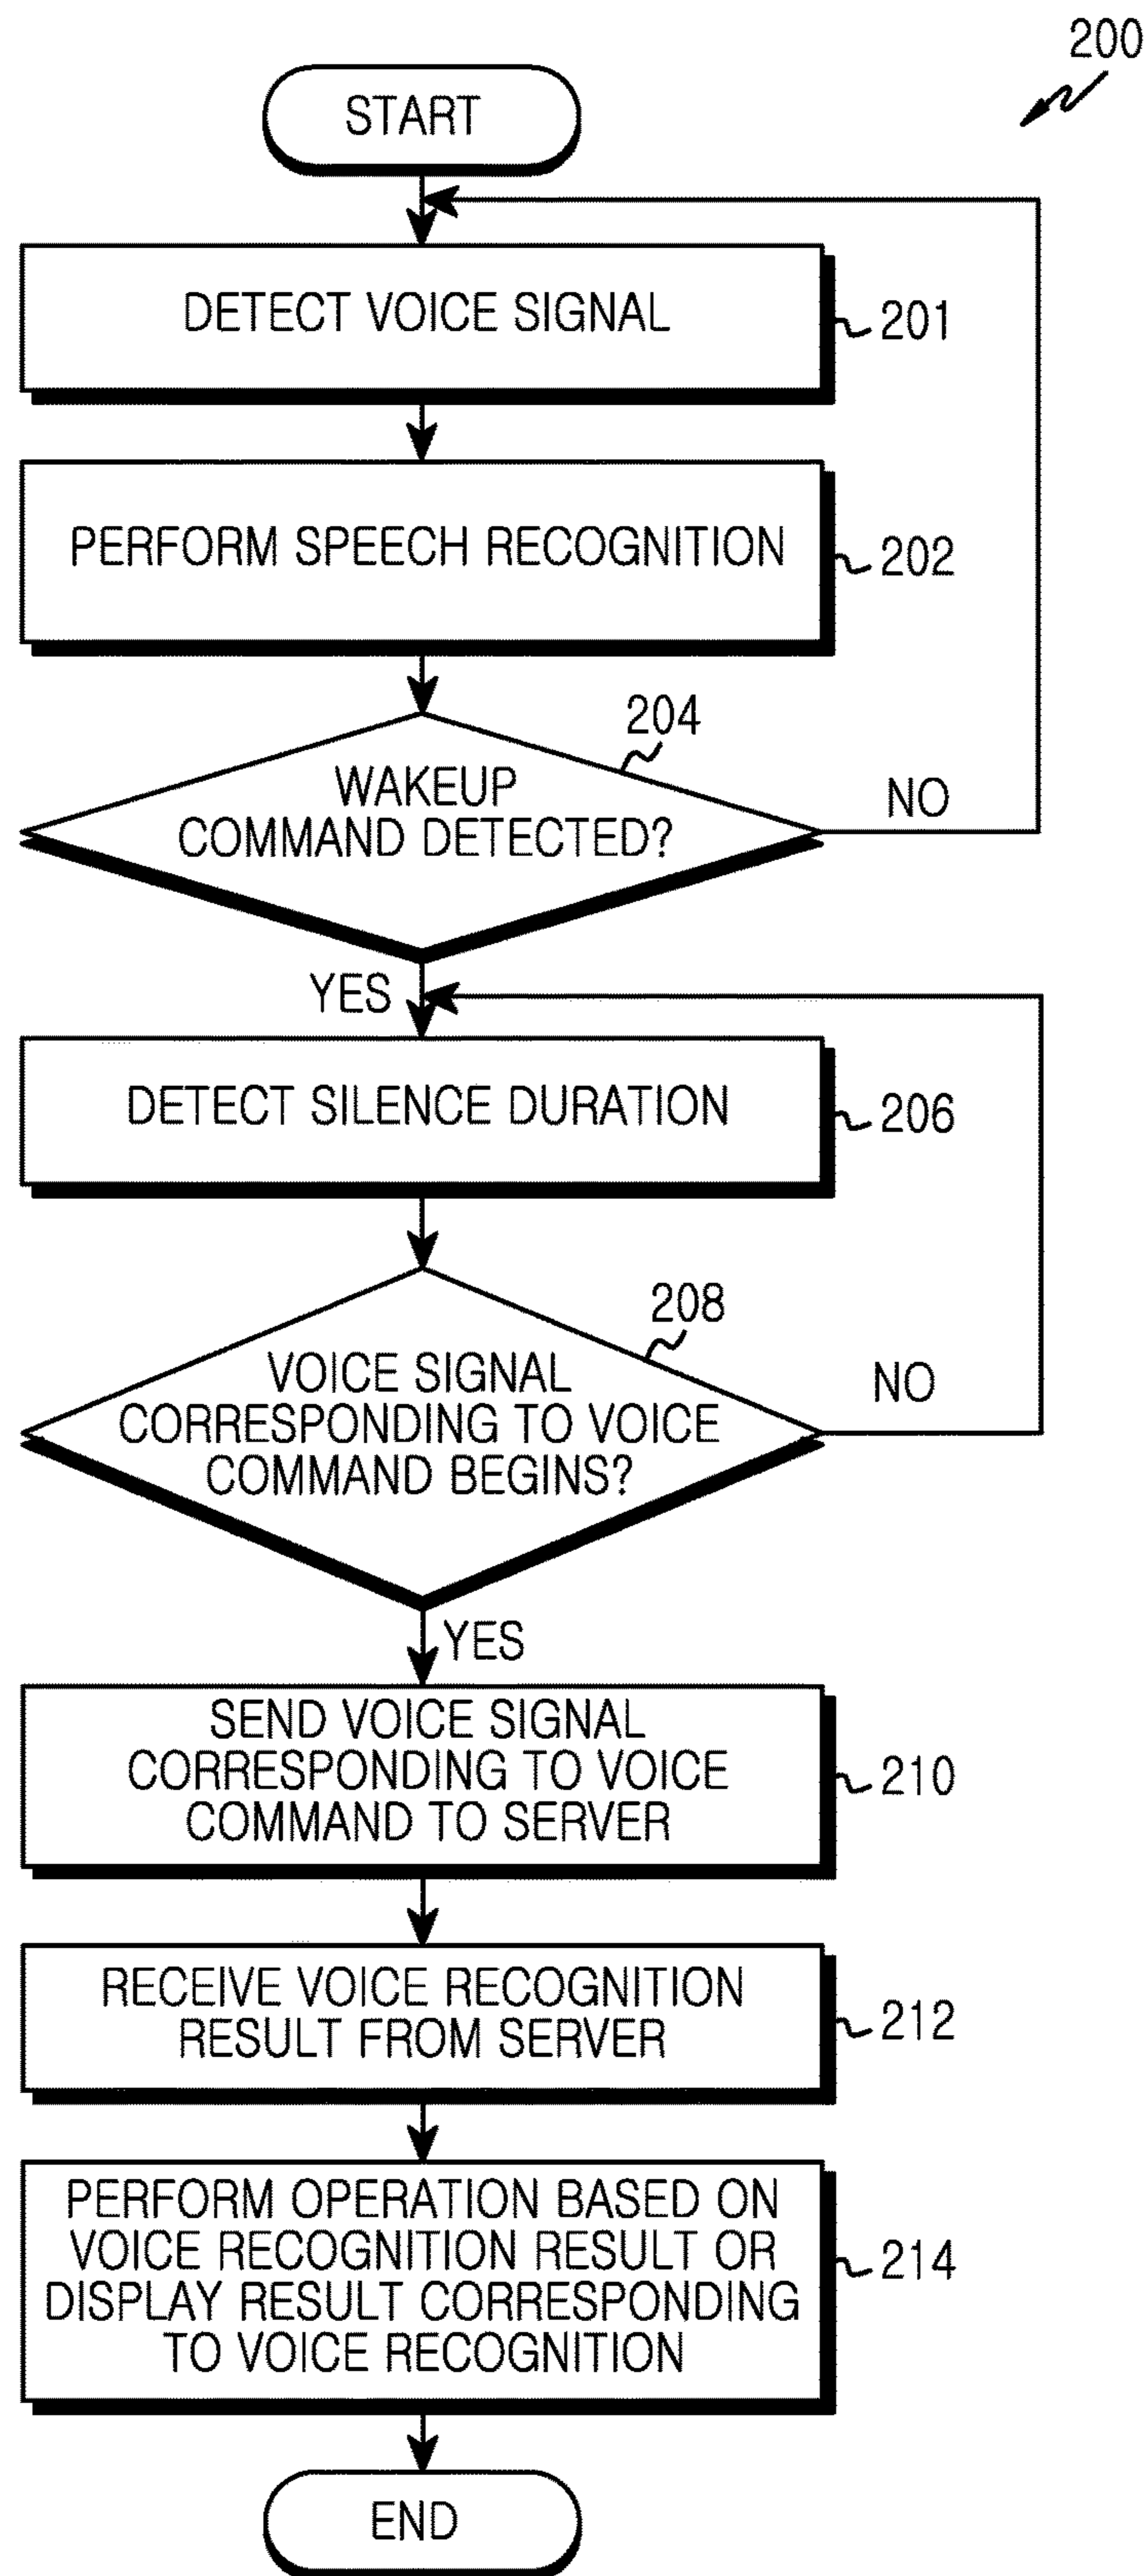 200
START
DETECT VOICE SIGNAL
201
PERFORM SPEECH RECOGNITION
202
204
WAKEUP
COMMAND DETECTED?
NO
YES
DETECT SILENCE DURATION
206
208
VOICE SIGNAL
CORRESPONDING TO VOICE
COMMAND BEGINS?
NO
YES
SEND VOICE SIGNAL
CORRESPONDING TO VOICE
COMMAND TO SERVER
210
RECEIVE VOICE RECOGNITION
RESULT FROM SERVER
212
PERFORM OPERATION BASED ON
VOICE RECOGNITION RESULT OR
DISPLAY RESULT CORRESPONDING
TO VOICE RECOGNITION
214
END